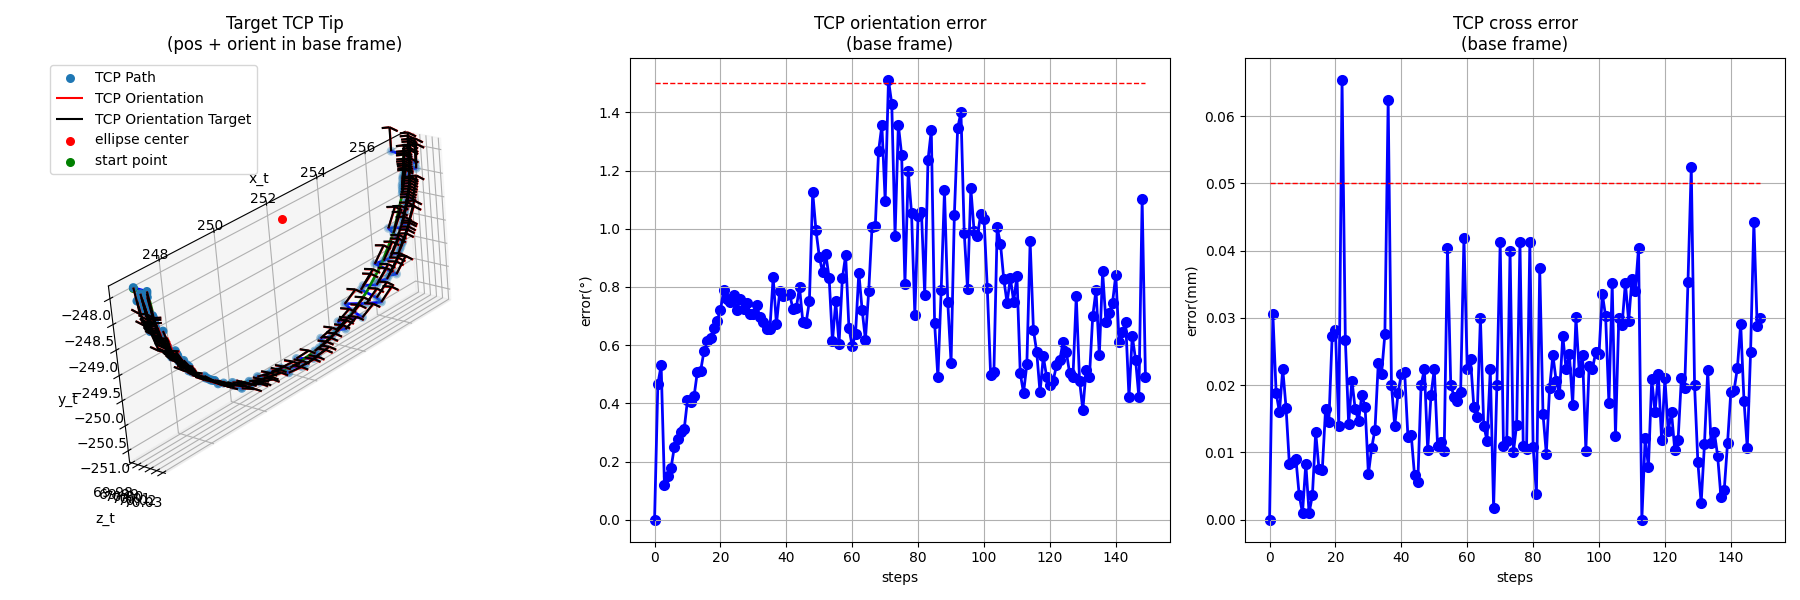 Target TCP Tip
(pos + orient in base frame)
TCP Path
TCP Orientation
TCP Orientation Target
ellipse center
start point
x_t
248
250
252
254
256
y_t
−248.0
−248.5
−249.0
−249.5
−250.0
−250.5
−251.0
z_t
TCP orientation error
(base frame)
error(°)
1.4
1.2
1.0
0.8
0.6
0.4
0.2
0.0
0 20 40 60 80 100 120 140
steps
TCP cross error
(base frame)
error(mm)
0.06
0.05
0.04
0.03
0.02
0.01
0.00
0 20 40 60 80 100 120 140
steps